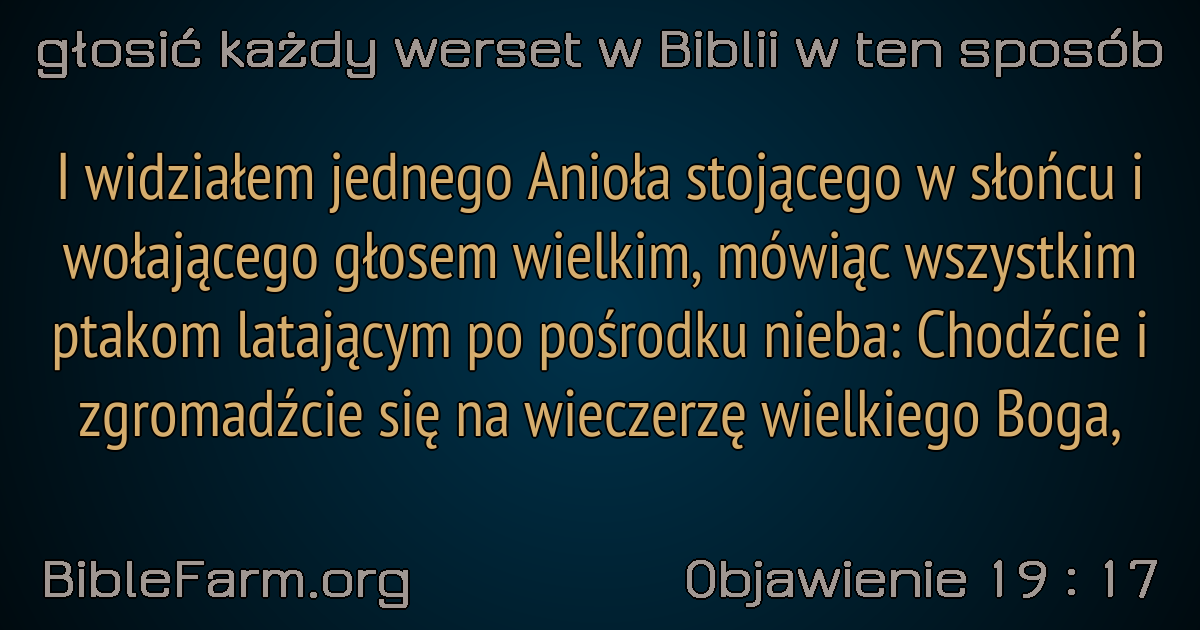 głosić każdy werset w Biblii w ten sposób
I widziałem jednego Anioła stojącego w słońcu i
wołającego głosem wielkim, mówiąc wszystkim
ptakom latającym po pośrodku nieba: Chodźcie i
zgromadźcie się na wieczerzę wielkiego Boga,
BibleFarm.org
Objawienie 19 : 17